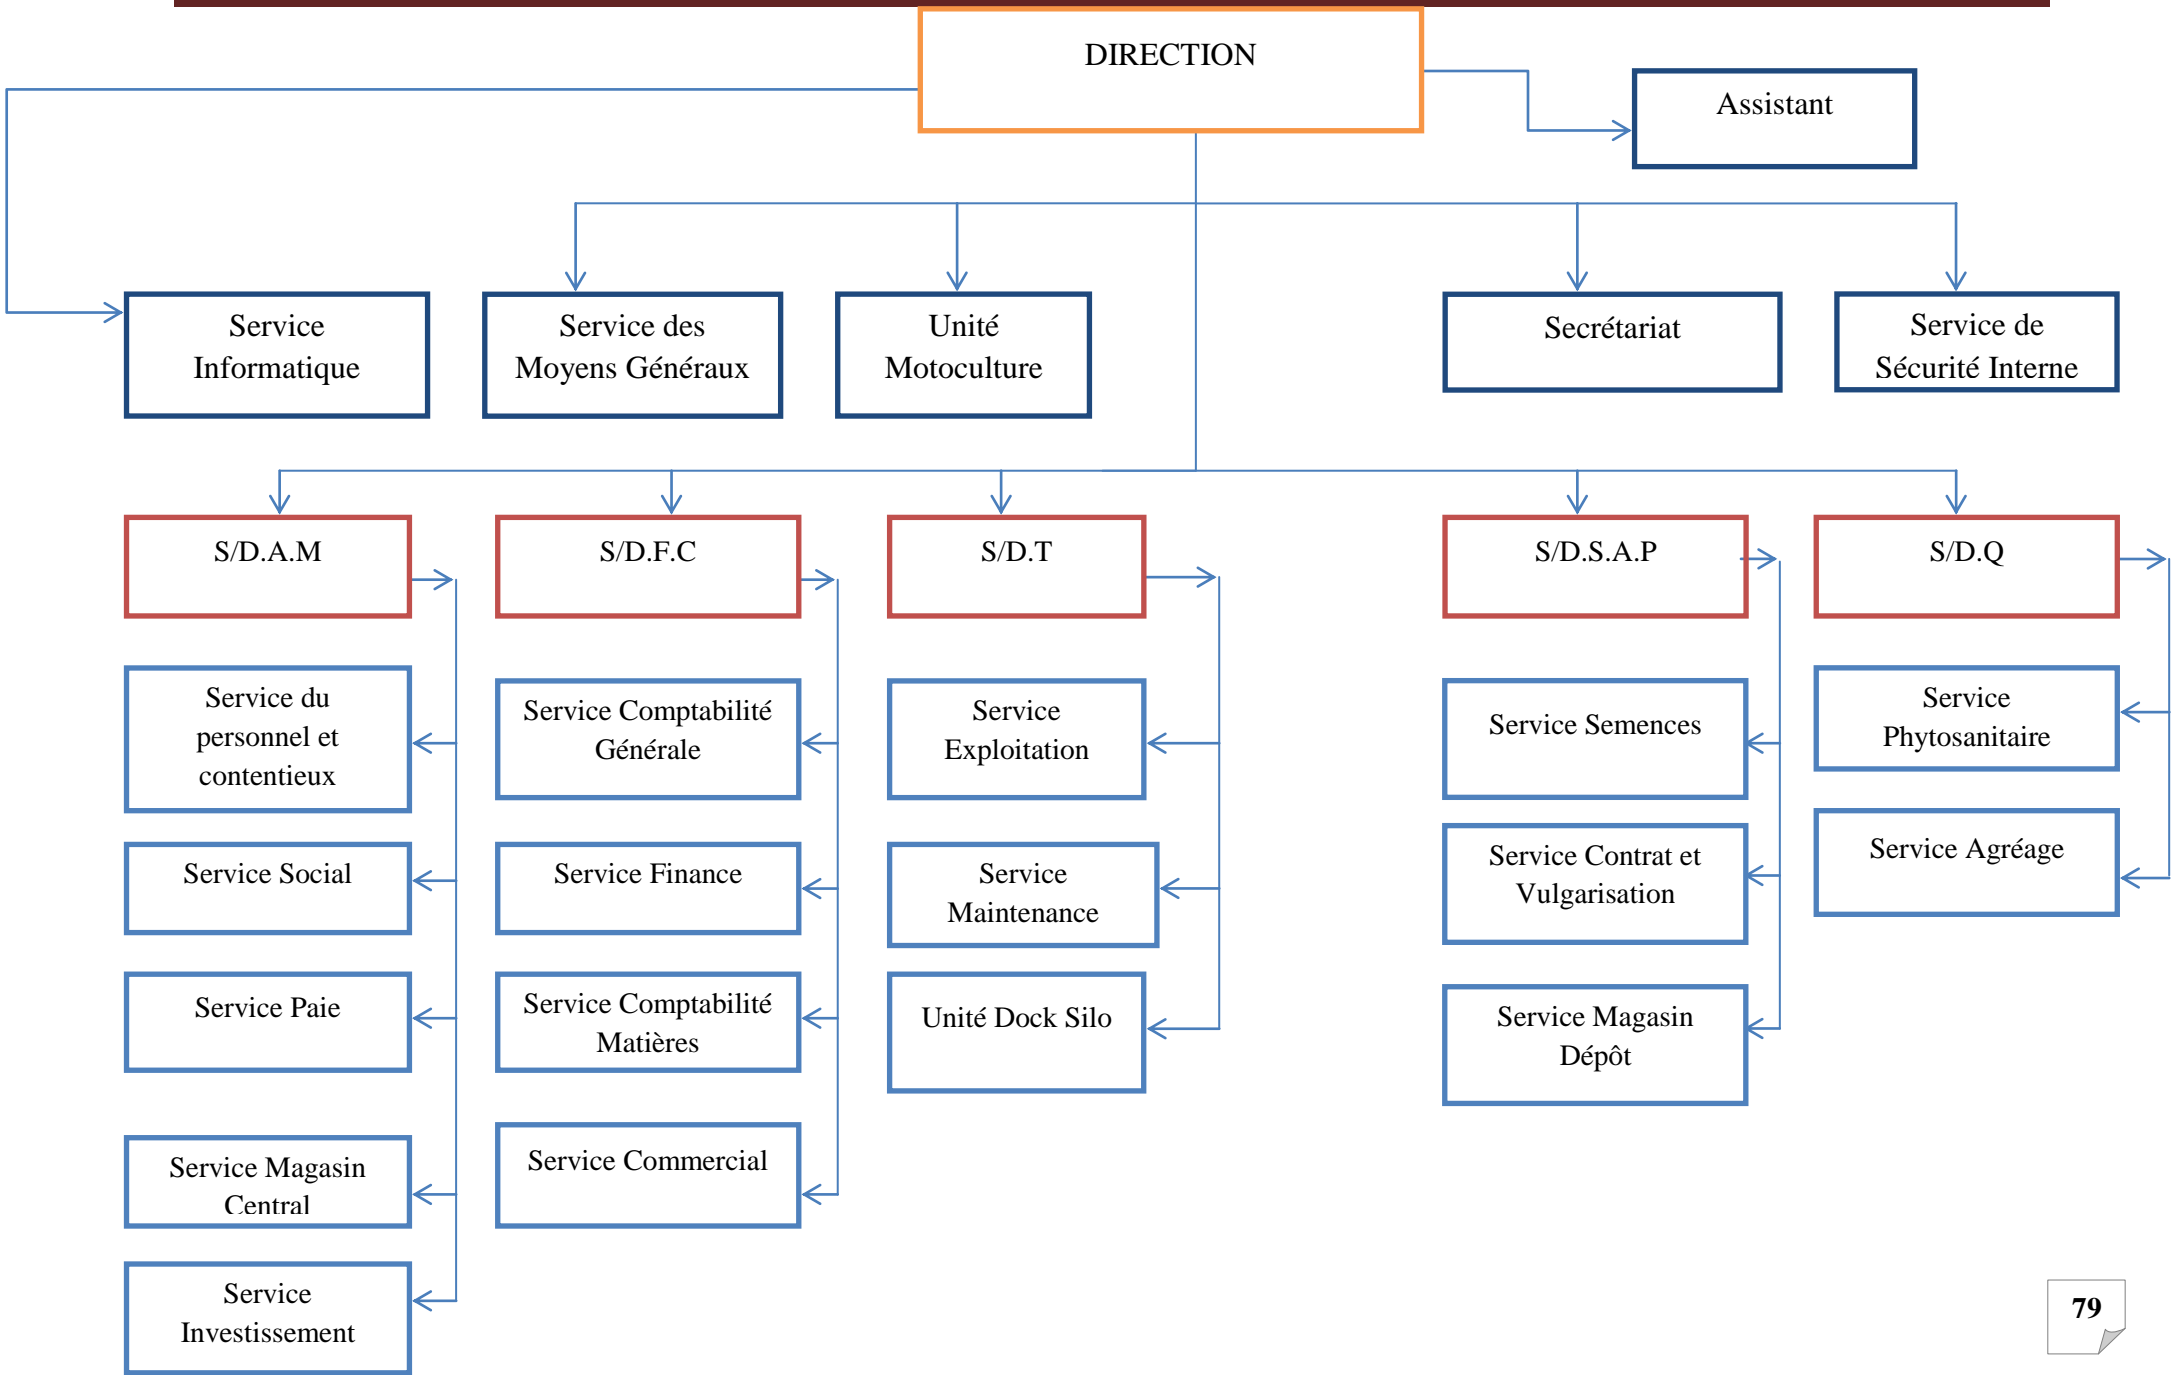 DIRECTION
Assistant
Service
Informatique
Service des
Moyens Généraux
Unité
Motoculture
Secrétariat
Service de
Sécurité Interne
S/D.A.M
S/D.F.C
S/D.T
S/D.S.A.P
S/D.Q
Service du
personnel et
contentieux
Service Social
Service Paie
Service Magasin
Central
Service
Investissement
Service Comptabilité
Générale
Service Finance
Service Comptabilité
Matières
Service Commercial
Service
Exploitation
Service
Maintenance
Unité Dock Silo
Service Semences
Service Contrat et
Vulgarisation
Service Magasin
Dépôt
Service
Phytosanitaire
Service Agréage
79